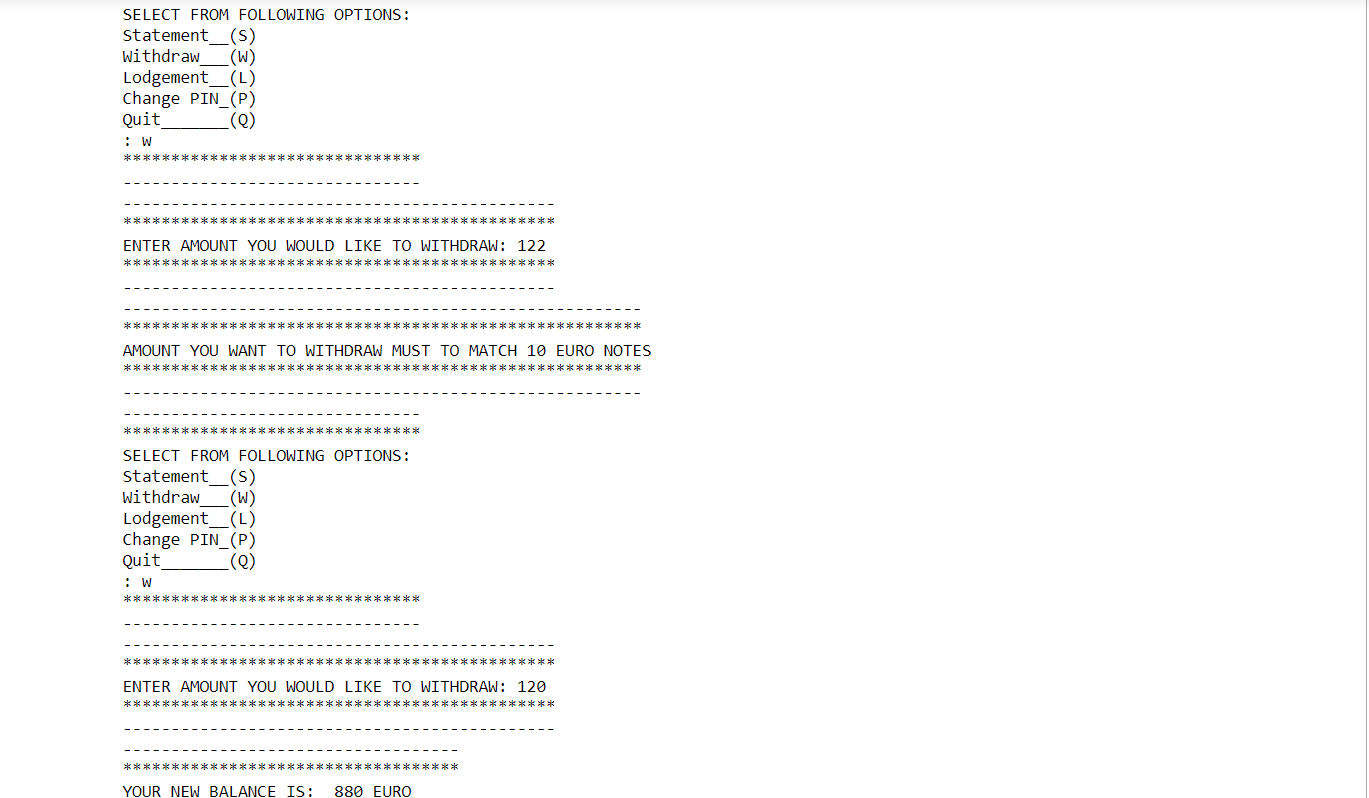 SELECT FROM FOLLOWING OPTIONS:
Statement__(S)
Withdraw___(W)
Lodgement__(L)
Change PIN_(P)
Quit_______(Q)
: w
*******************************
-------------------------------
---------------------------------------------
*********************************************
ENTER AMOUNT YOU WOULD LIKE TO WITHDRAW: 122
*********************************************
---------------------------------------------
------------------------------------------------------
******************************************************
AMOUNT YOU WANT TO WITHDRAW MUST TO MATCH 10 EURO NOTES
******************************************************
------------------------------------------------------
-------------------------------
*******************************
SELECT FROM FOLLOWING OPTIONS:
Statement__(S)
Withdraw___(W)
Lodgement__(L)
Change PIN_(P)
Quit_______(Q)
: w
*******************************
-------------------------------
---------------------------------------------
*********************************************
ENTER AMOUNT YOU WOULD LIKE TO WITHDRAW: 120
*********************************************
---------------------------------------------
-----------------------------------
***********************************
YOUR NEW BALANCE IS:  880 EURO